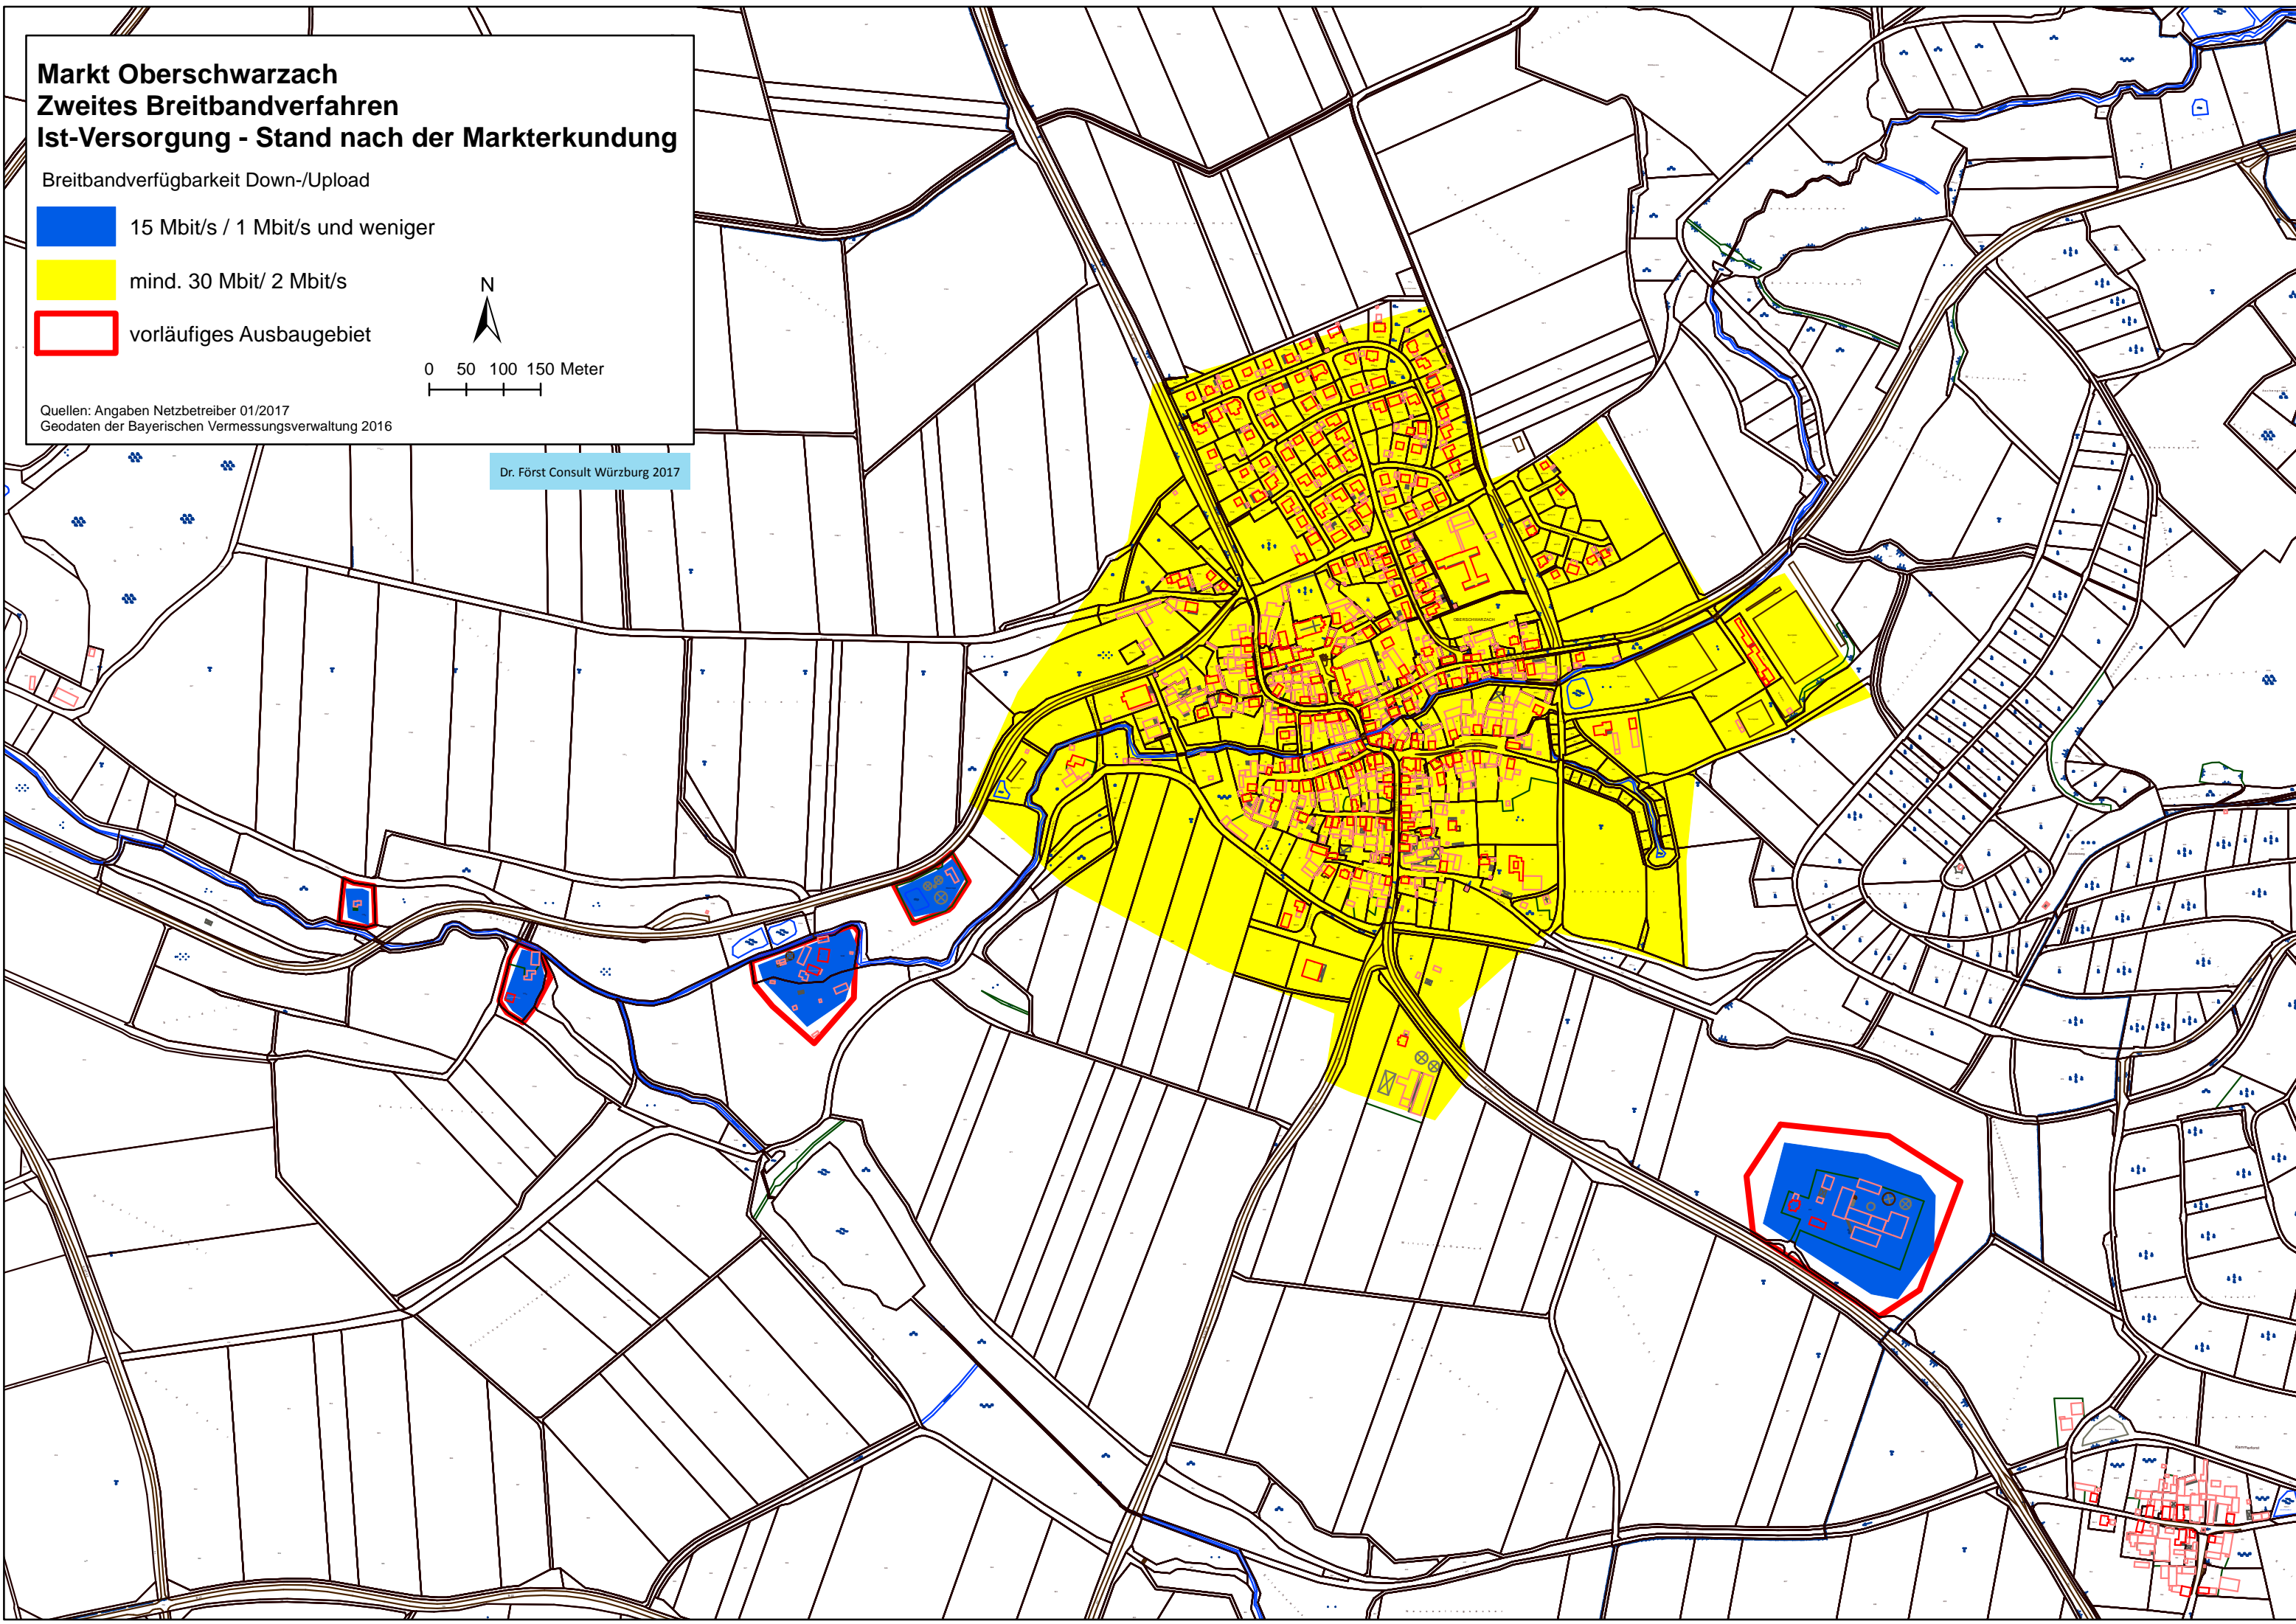 Markt Oberschwarzach
Zweites Breitbandverfahren
Ist-Versorgung - Stand nach der Markterkundung
Breitbandverfügbarkeit Down-/Upload
15 Mbit/s / 1 Mbit/s und weniger
mind. 30 Mbit/ 2 Mbit/s
vorläufiges Ausbaugebiet
N
0 50 100 150 Meter
Quellen: Angaben Netzbetreiber 01/2017
Geodaten der Bayerischen Vermessungsverwaltung 2016
Dr. Först Consult Würzburg 2017
OBERSCHWARZACH